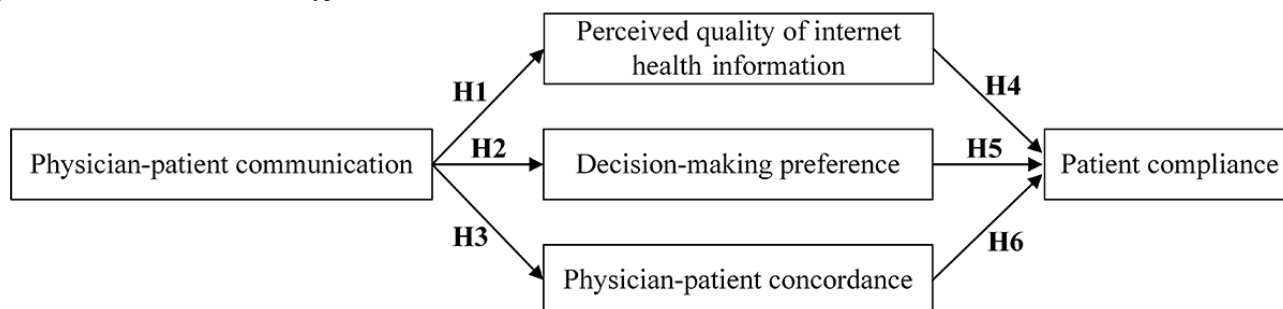 Perceived quality of internet
health information
H1
H4
Physician-patient communication
H2
Decision-making preference
H5
Patient compliance
H3
H6
Physician-patient concordance